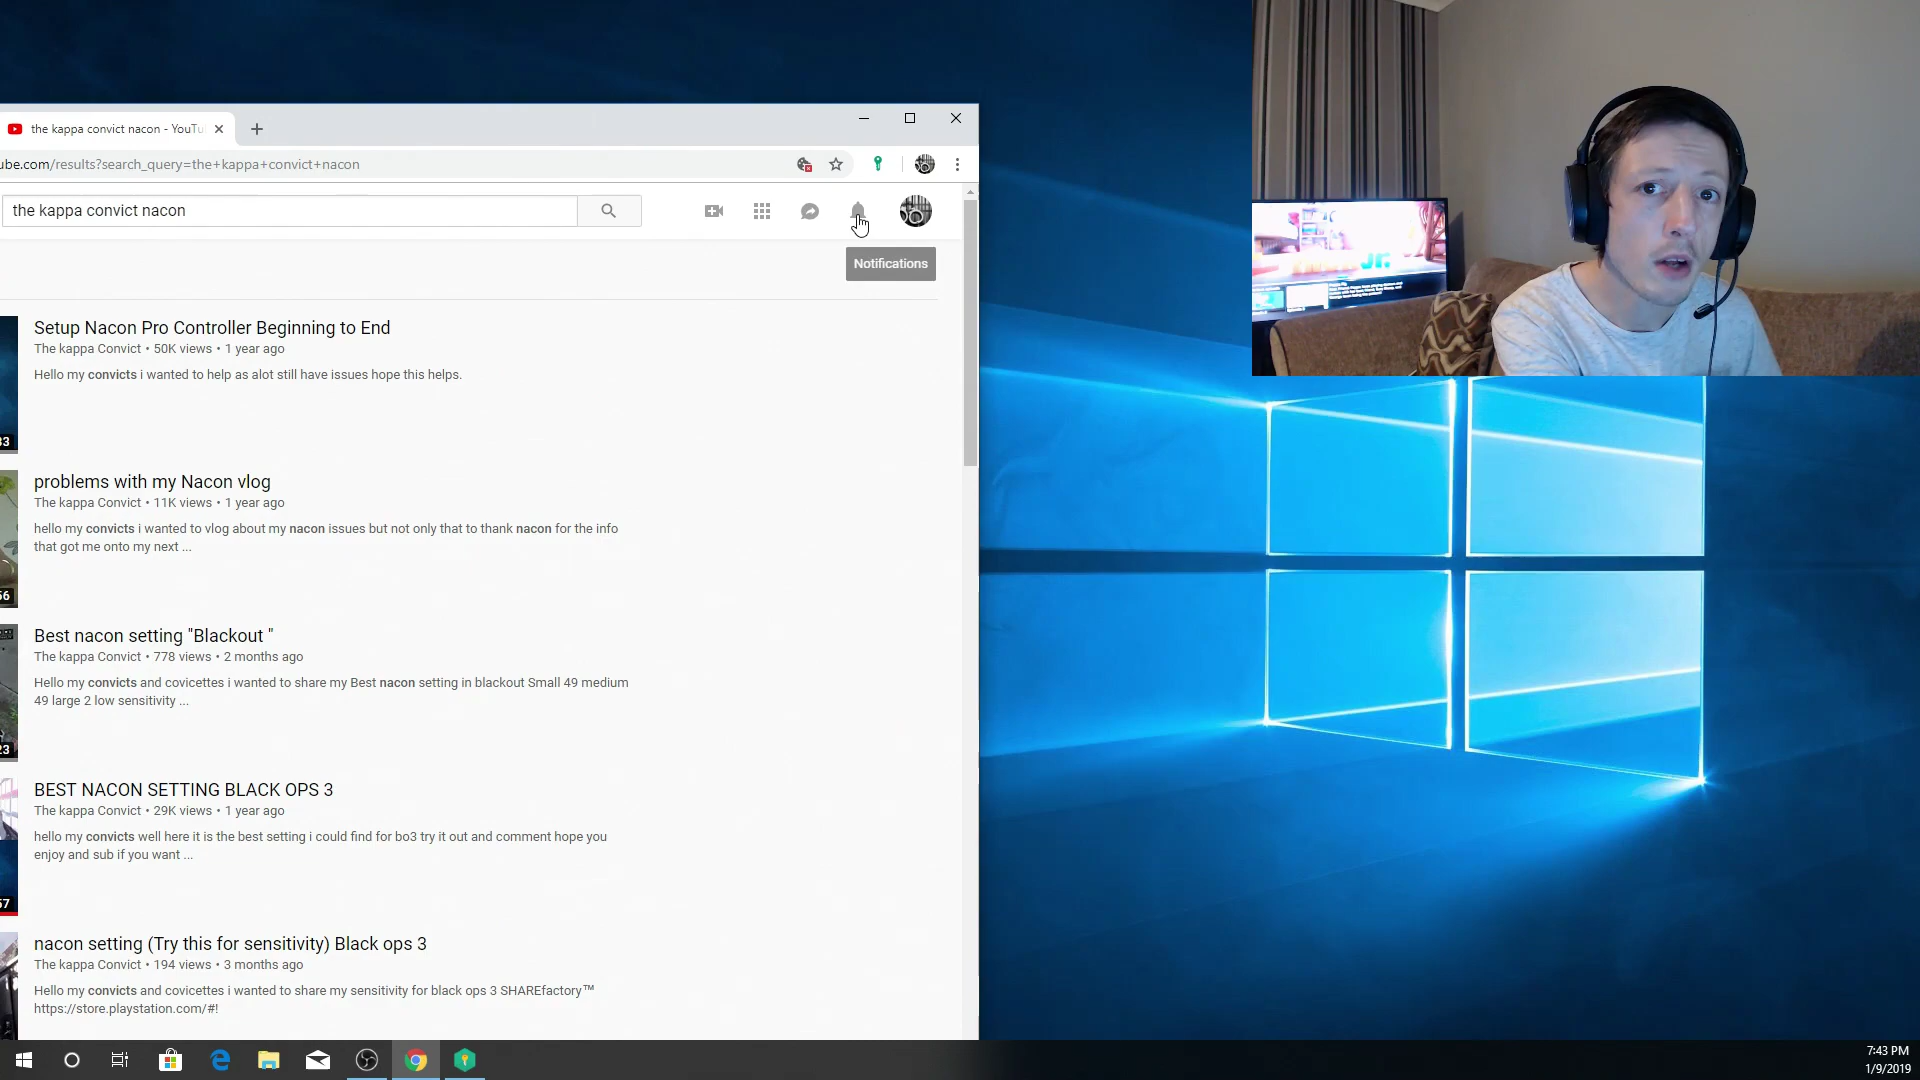 the kappa convict nacon - YouTu
ube.com/results?search_query=the+kappa+convict+nacon
the kappa convict nacon
Notifications
Setup Nacon Pro Controller Beginning to End
The kappa Convict • 50K views • 1 year ago
Hello my convicts i wanted to help as alot still have issues hope this helps.
33
problems with my Nacon vlog
The kappa Convict • 11K views • 1 year ago
hello my convicts i wanted to vlog about my nacon issues but not only that to thank nacon for the info
that got me onto my next ...
56
Best nacon setting "Blackout "
The kappa Convict • 778 views • 2 months ago
Hello my convicts and covicettes i wanted to share my Best nacon setting in blackout Small 49 medium
49 large 2 low sensitivity ...
23
BEST NACON SETTING BLACK OPS 3
The kappa Convict • 29K views • 1 year ago
hello my convicts well here it is the best setting i could find for bo3 try it out and comment hope you
enjoy and sub if you want ...
57
nacon setting (Try this for sensitivity) Black ops 3
The kappa Convict • 194 views • 3 months ago
Hello my convicts and covicettes i wanted to share my sensitivity for black ops 3 SHAREfactory™
https://store.playstation.com/#!
Jr.
7:43 PM
1/9/2019